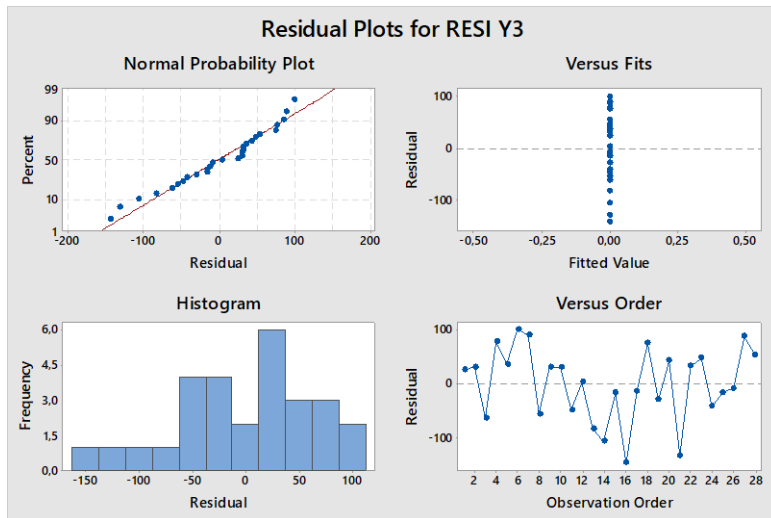 Residual Plots for RESI Y3
Normal Probability Plot
99
90
50
10
1
Percent
-200 -100 0 100 200
Residual
Versus Fits
100
0
-100
Residual
-0,50 -0,25 0,00 0,25 0,50
Fitted Value
Histogram
6,0
4,5
3,0
1,5
0,0
Frequency
-150 -100 -50 0 50 100
Residual
Versus Order
100
0
-100
Residual
2 4 6 8 10 12 14 16 18 20 22 24 26 28
Observation Order